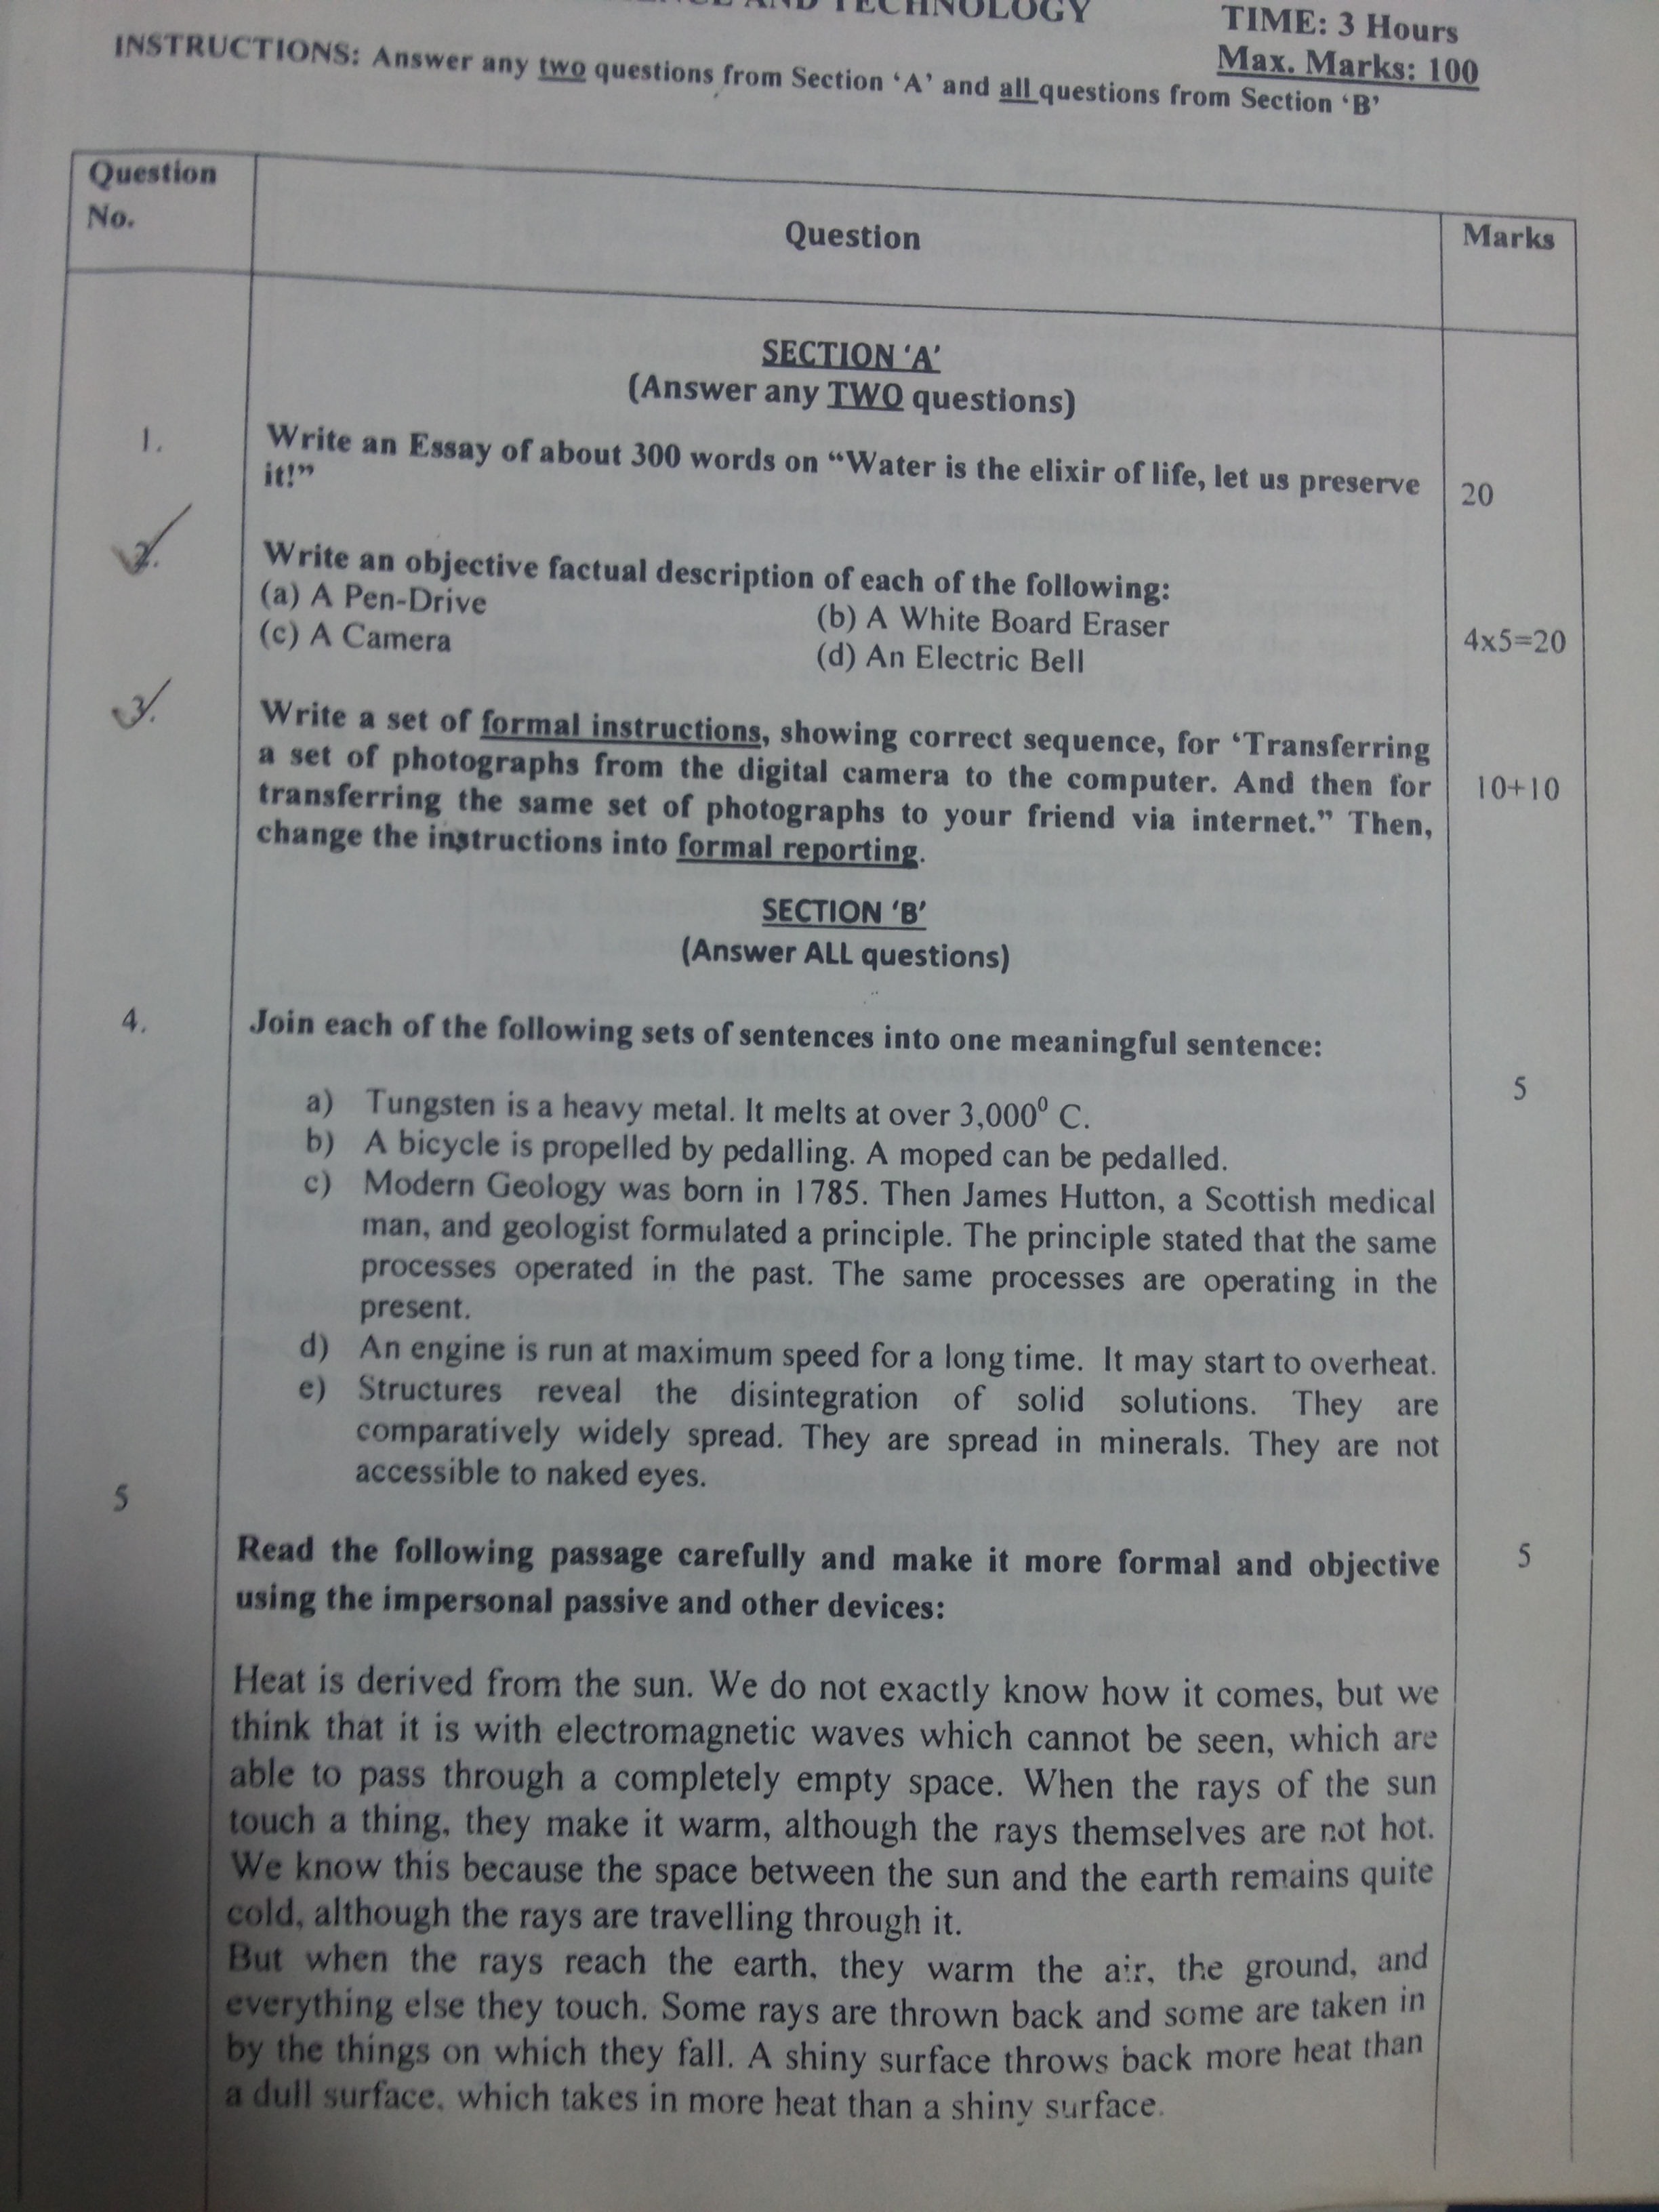 AND TECHNOLOGY
TIME: 3 Hours
Max. Marks: 100
INSTRUCTIONS: Answer any two questions from Section ‘A’ and all questions from Section ‘B’
Question No.
Question
Marks
SECTION ‘A’
(Answer any TWO questions)
1.
Write an Essay of about 300 words on “Water is the elixir of life, let us preserve
it!”
20
2.
Write an objective factual description of each of the following:
(a) A Pen-Drive (b) A White Board Eraser
(c) A Camera (d) An Electric Bell
4x5=20
3.
Write a set of formal instructions, showing correct sequence, for ‘Transferring
a set of photographs from the digital camera to the computer. And then for
transferring the same set of photographs to your friend via internet.” Then,
change the instructions into formal reporting.
10+10
SECTION ‘B’
(Answer ALL questions)
4.
Join each of the following sets of sentences into one meaningful sentence:
5
a) Tungsten is a heavy metal. It melts at over 3,000⁰ C.
b) A bicycle is propelled by pedalling. A moped can be pedalled.
c) Modern Geology was born in 1785. Then James Hutton, a Scottish medical
man, and geologist formulated a principle. The principle stated that the same
processes operated in the past. The same processes are operating in the
present.
d) An engine is run at maximum speed for a long time. It may start to overheat.
e) Structures reveal the disintegration of solid solutions. They are
comparatively widely spread. They are spread in minerals. They are not
accessible to naked eyes.
5
Read the following passage carefully and make it more formal and objective
using the impersonal passive and other devices:
5
Heat is derived from the sun. We do not exactly know how it comes, but we
think that it is with electromagnetic waves which cannot be seen, which are
able to pass through a completely empty space. When the rays of the sun
touch a thing, they make it warm, although the rays themselves are not hot.
We know this because the space between the sun and the earth remains quite
cold, although the rays are travelling through it.
But when the rays reach the earth, they warm the air, the ground, and
everything else they touch. Some rays are thrown back and some are taken in
by the things on which they fall. A shiny surface throws back more heat than
a dull surface, which takes in more heat than a shiny surface.